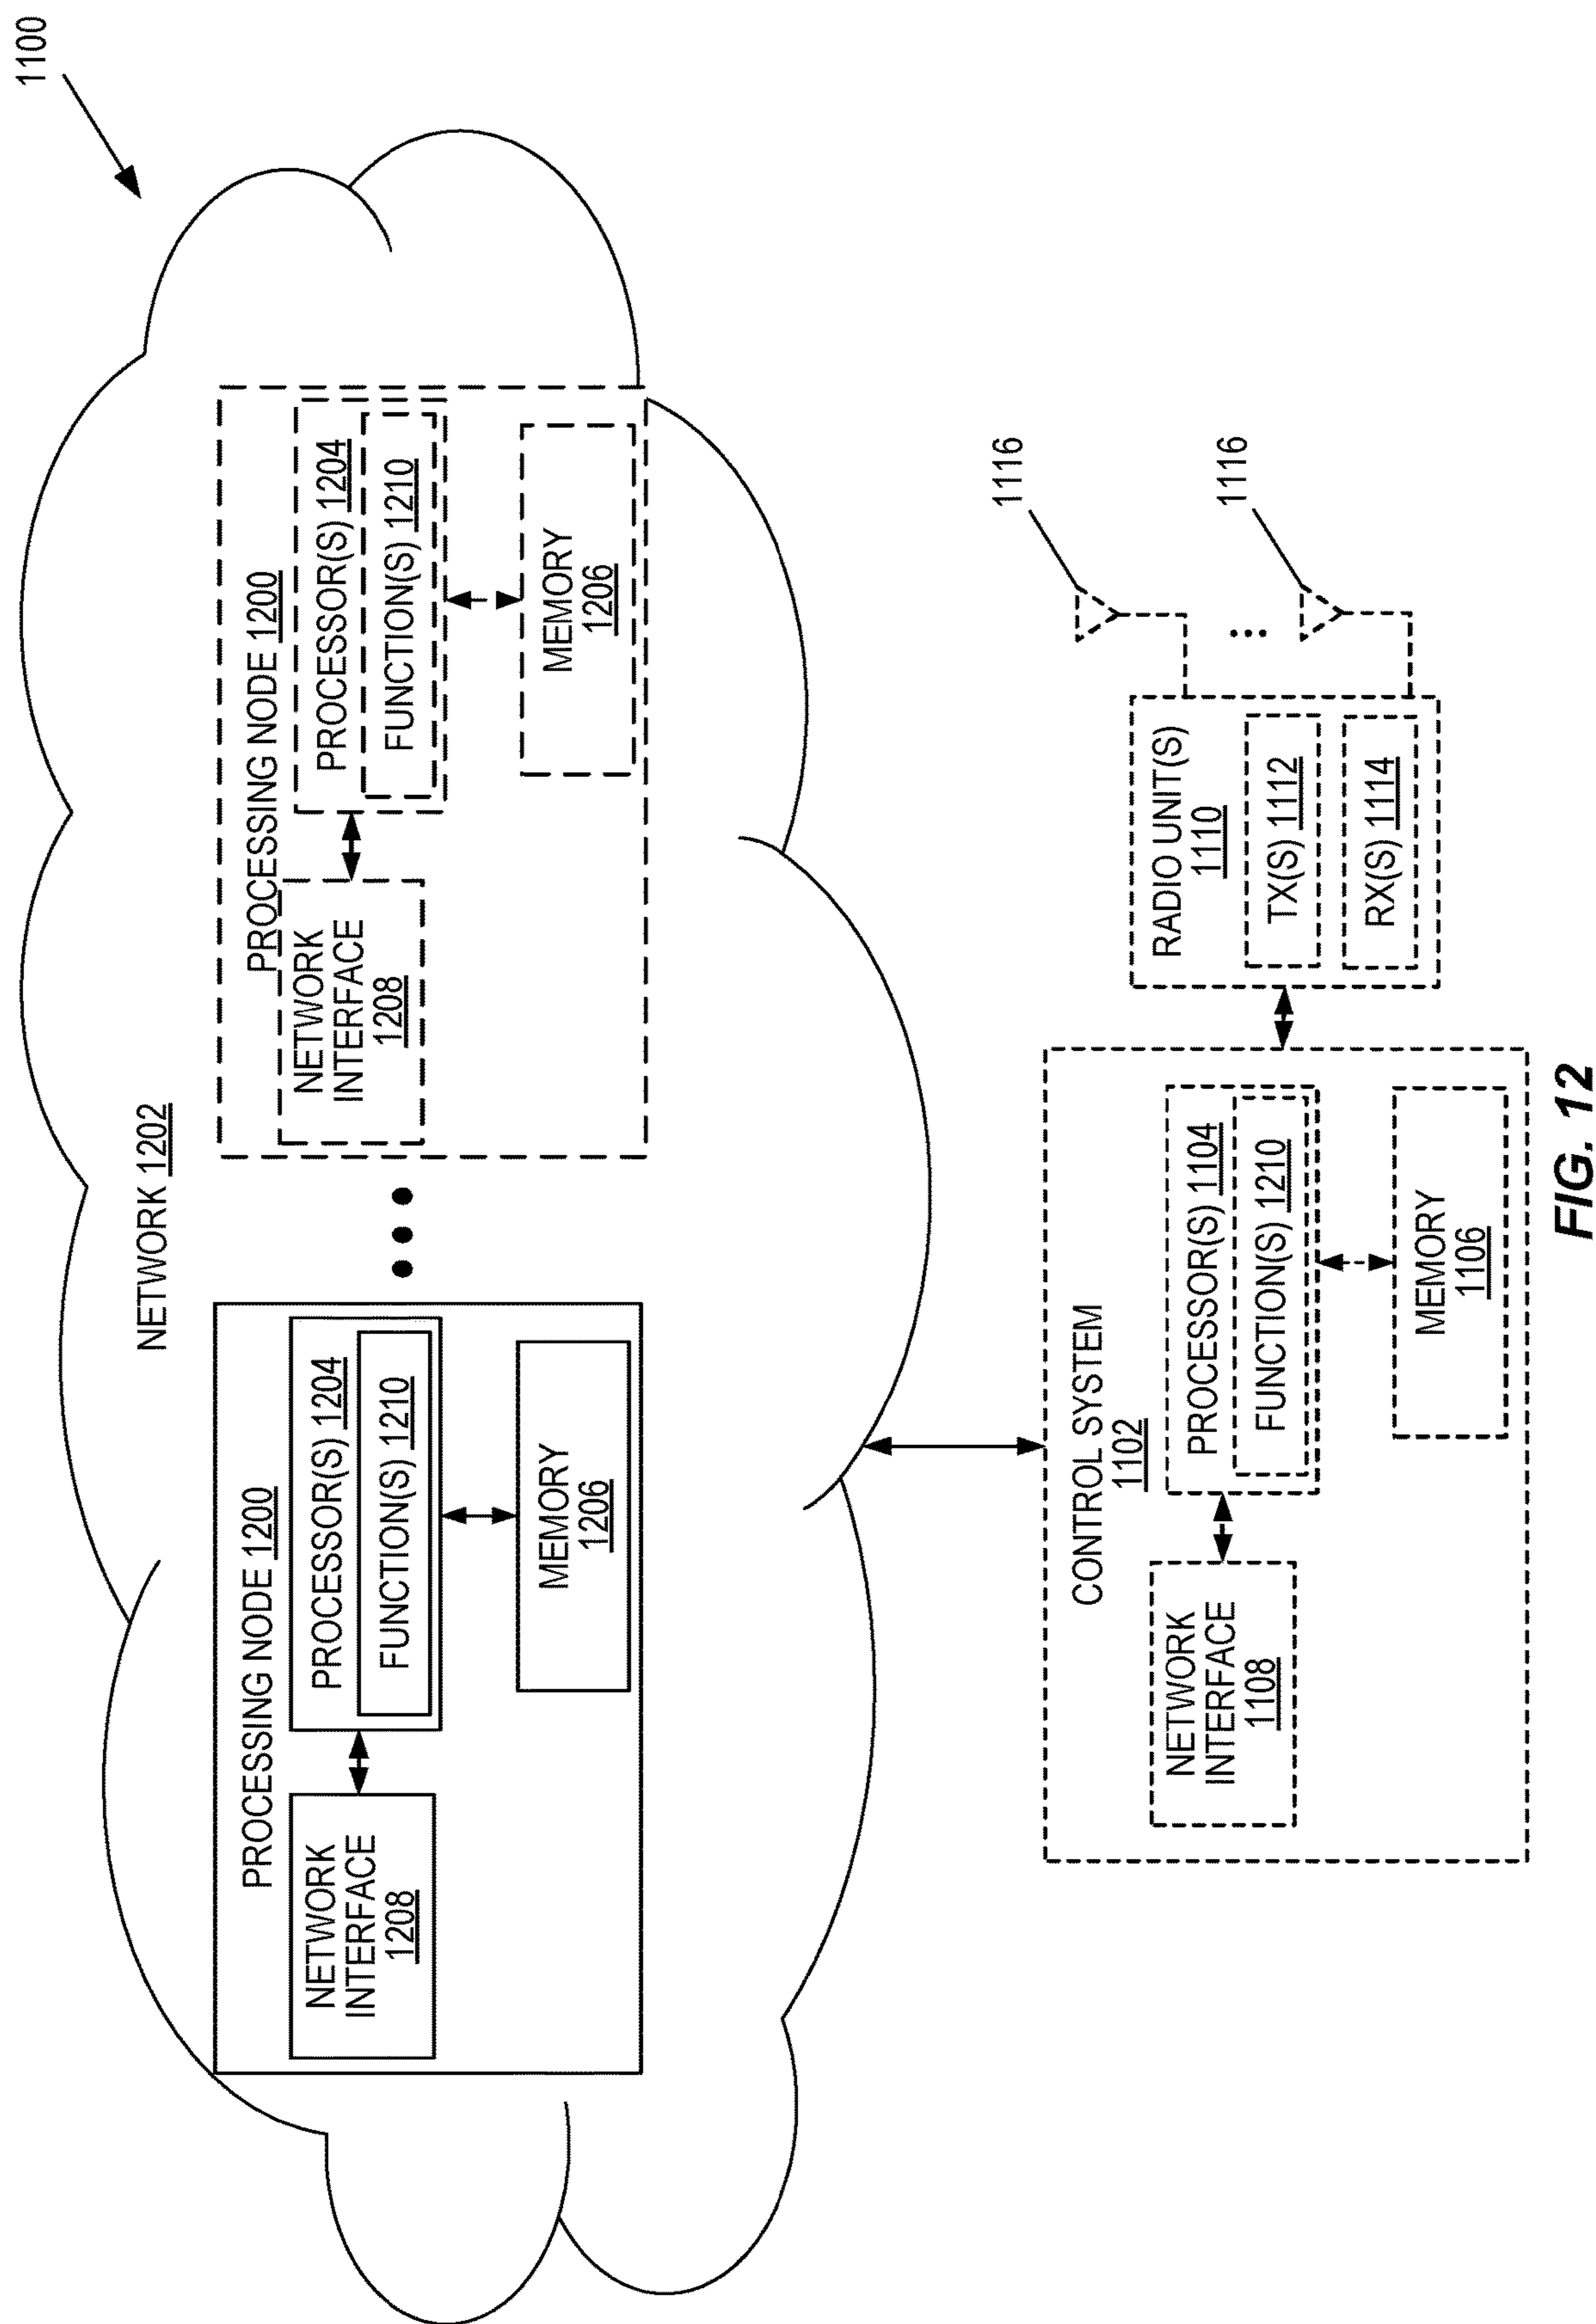 1100
NETWORK 1202
PROCESSING NODE 1200
NETWORK
INTERFACE
1208
PROCESSOR(S) 1204
FUNCTION(S) 1210
MEMORY
1206
PROCESSING NODE 1200
NETWORK
INTERFACE
1208
PROCESSOR(S) 1204
FUNCTION(S) 1210
MEMORY
1206
CONTROL SYSTEM
1102
NETWORK
INTERFACE
1108
PROCESSOR(S) 1104
FUNCTION(S) 1210
MEMORY
1106
RADIO UNIT(S)
1110
TX(S) 1112
RX(S) 1114
1116
1116
FIG. 12